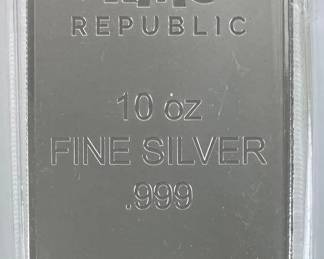 REPUBLIC
10 oz
FINE SILVER
.999